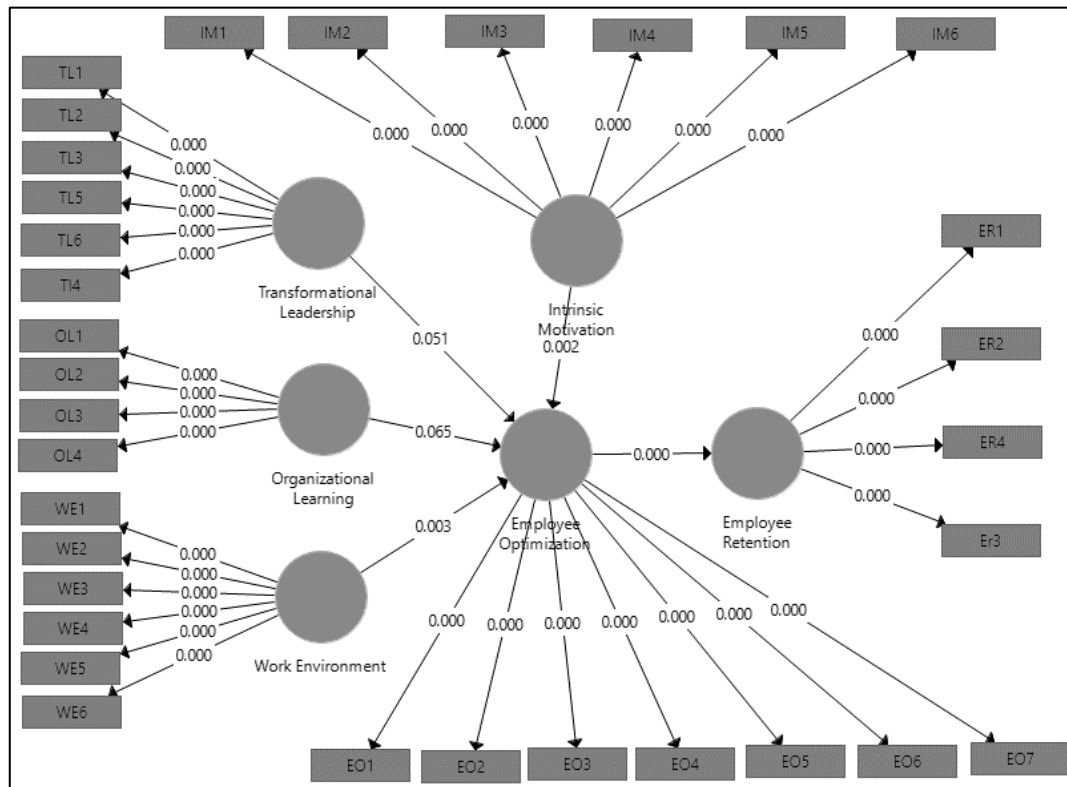 IM1
IM2
IM3
IM4
IM5
IM6
TL1
TL2
TL3
TL5
TL6
TI4
0.000
0.000
0.000
0.000
0.000
0.000
0.000
0.000
0.000
0.000
0.000
0.000
Transformational
Leadership
Intrinsic
Motivation
0.051
0.002
OL1
OL2
OL3
OL4
0.000
0.000
0.000
0.000
Organizational
Learning
0.065
WE1
WE2
WE3
WE4
WE5
WE6
0.000
0.000
0.000
0.000
0.000
0.000
Work Environment
0.003
Employee
Optimization
0.000
Employee
Retention
ER1
ER2
ER4
Er3
0.000
0.000
0.000
0.000
0.000
0.000
0.000
0.000
0.000
0.000
0.000
EO1
EO2
EO3
EO4
EO5
EO6
EO7